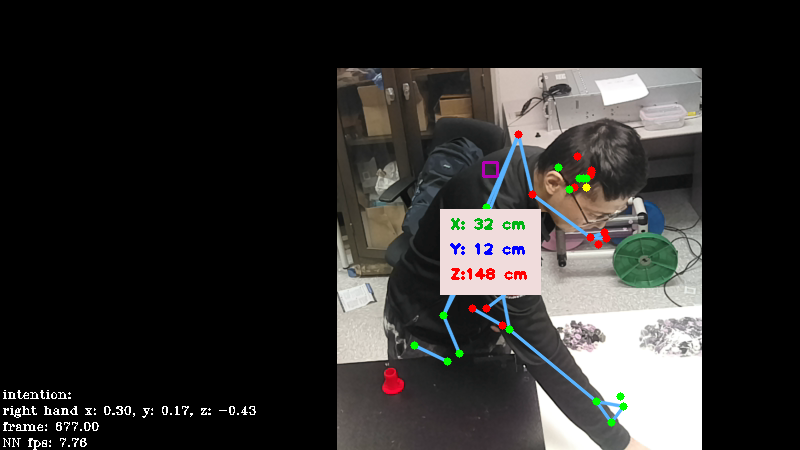 X: 32 cm
Y: 12 cm
Z:148 cm
intention:
right hand x: 0.30, y: 0.17, z: -0.43
frame: 677.00
NN fps: 7.76